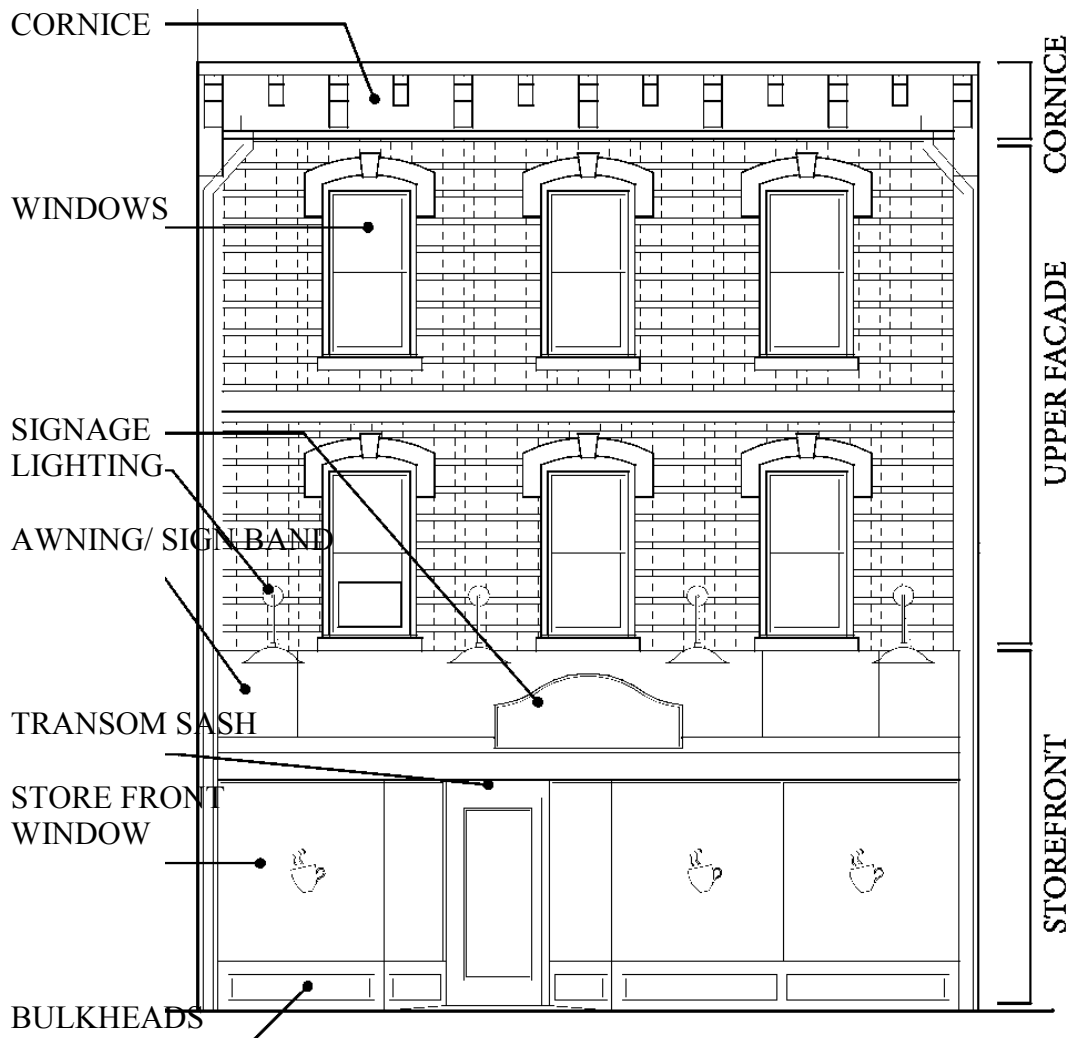 CORNICE
WINDOWS
SIGNAGE
LIGHTING
AWNING/ SIGN BAND
TRANSOM SASH
STORE FRONT
WINDOW
BULKHEADS
CORNICE
UPPER FACADE
STOREFRONT